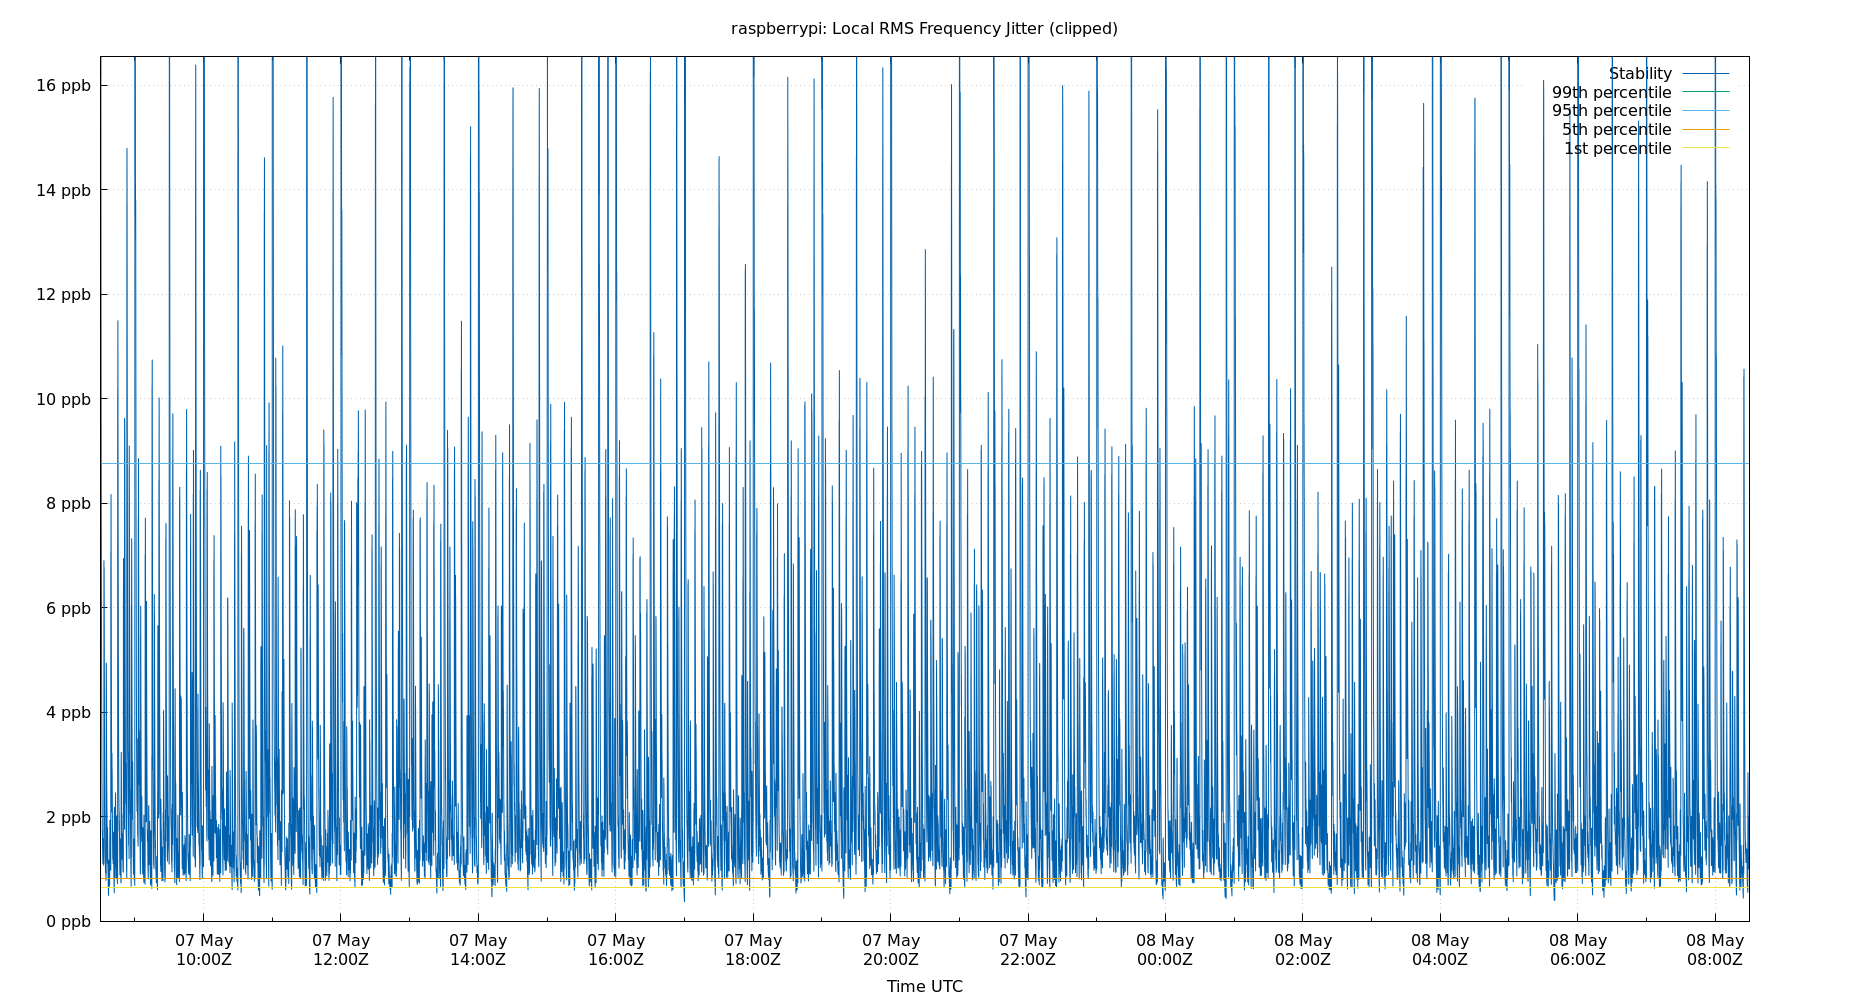 raspberrypi: Local RMS Frequency Jitter (clipped)
Stability
99th percentile
95th percentile
5th percentile
1st percentile
16 ppb
14 ppb
12 ppb
10 ppb
8 ppb
6 ppb
4 ppb
2 ppb
0 ppb
07 May 07 May 07 May 07 May 07 May 07 May 07 May 08 May 08 May 08 May 08 May 08 May
10:00Z 12:00Z 14:00Z 16:00Z 18:00Z 20:00Z 22:00Z 00:00Z 02:00Z 04:00Z 06:00Z 08:00Z
Time UTC